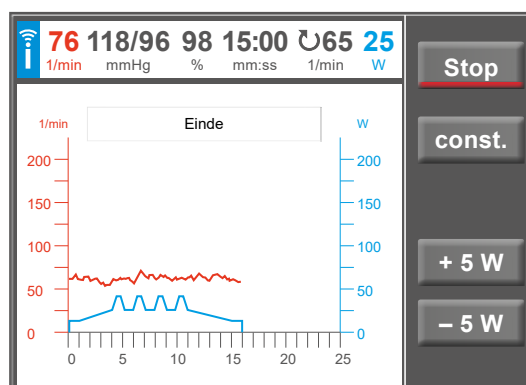 76 118/96 98 15:00 ↻65 25
1/min mmHg % mm:ss 1/min W
Stop
1/min Einde W
const.
200 200
150 150
100 100
+ 5 W
50 50
– 5 W
0 0
0 5 10 15 20 25